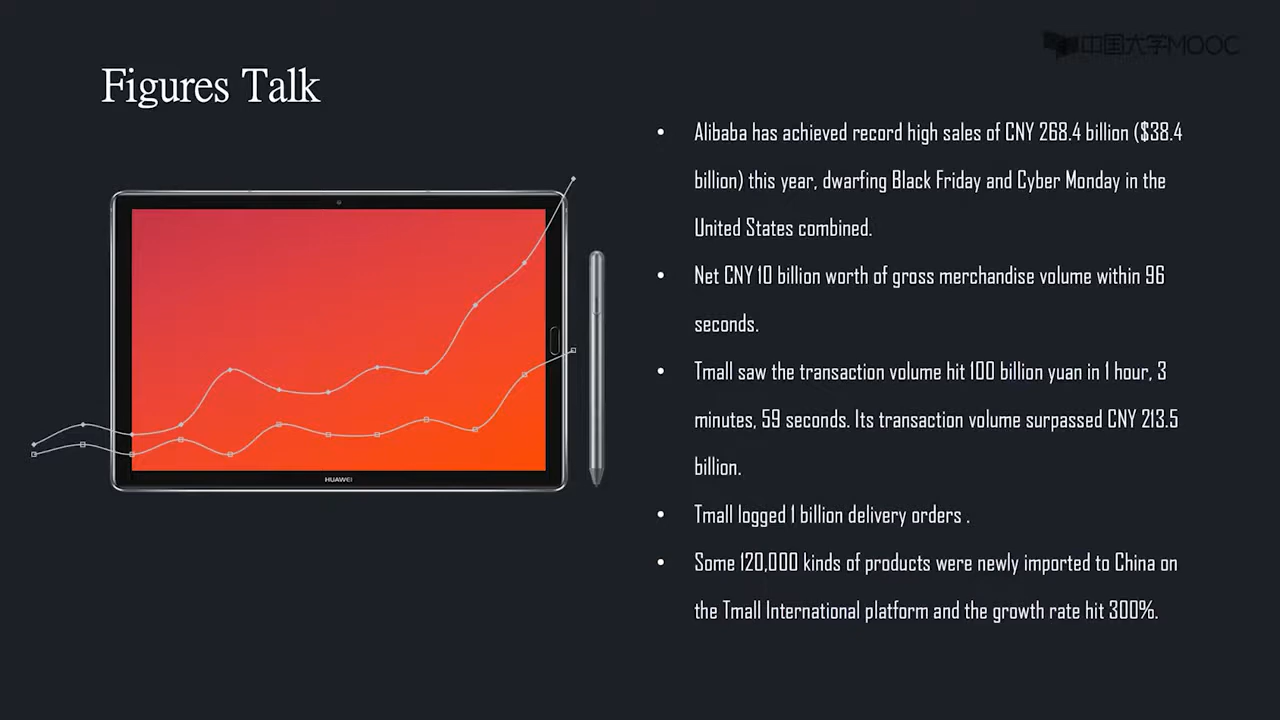 中国大学MOOC
Figures Talk
• Alibaba has achieved record high sales of CNY 268.4 billion ($38.4
billion) this year, dwarfing Black Friday and Cyber Monday in the
United States combined.
• Net CNY 10 billion worth of gross merchandise volume within 96
seconds.
• Tmall saw the transaction volume hit 100 billion yuan in 1 hour, 3
minutes, 59 seconds. Its transaction volume surpassed CNY 213.5
billion.
• Tmall logged 1 billion delivery orders .
• Some 120,000 kinds of products were newly imported to China on
the Tmall International platform and the growth rate hit 300%.
HUAWEI